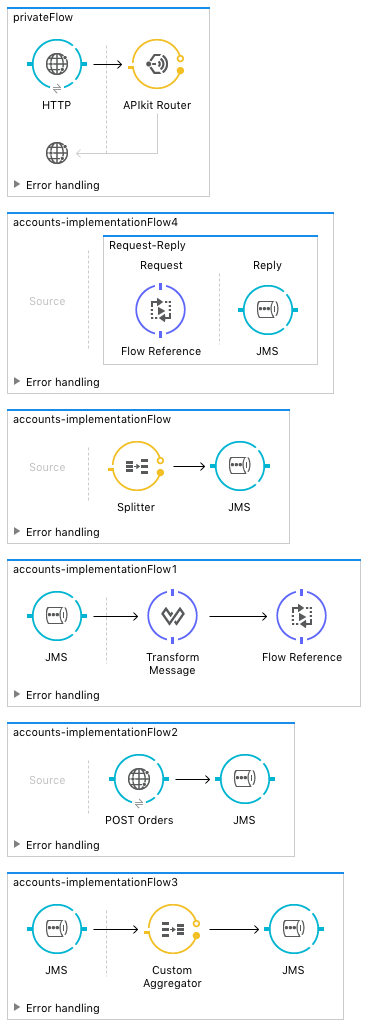 privateFlow
HTTP
APIkit Router
Error handling
accounts-implementationFlow4
Request-Reply
Source
Request
Reply
Flow Reference
JMS
Error handling
accounts-implementationFlow
Source
Splitter
JMS
Error handling
accounts-implementationFlow1
JMS
Transform
Message
Flow Reference
Error handling
accounts-implementationFlow2
Source
POST Orders
JMS
Error handling
accounts-implementationFlow3
JMS
Custom
Aggregator
JMS
Error handling